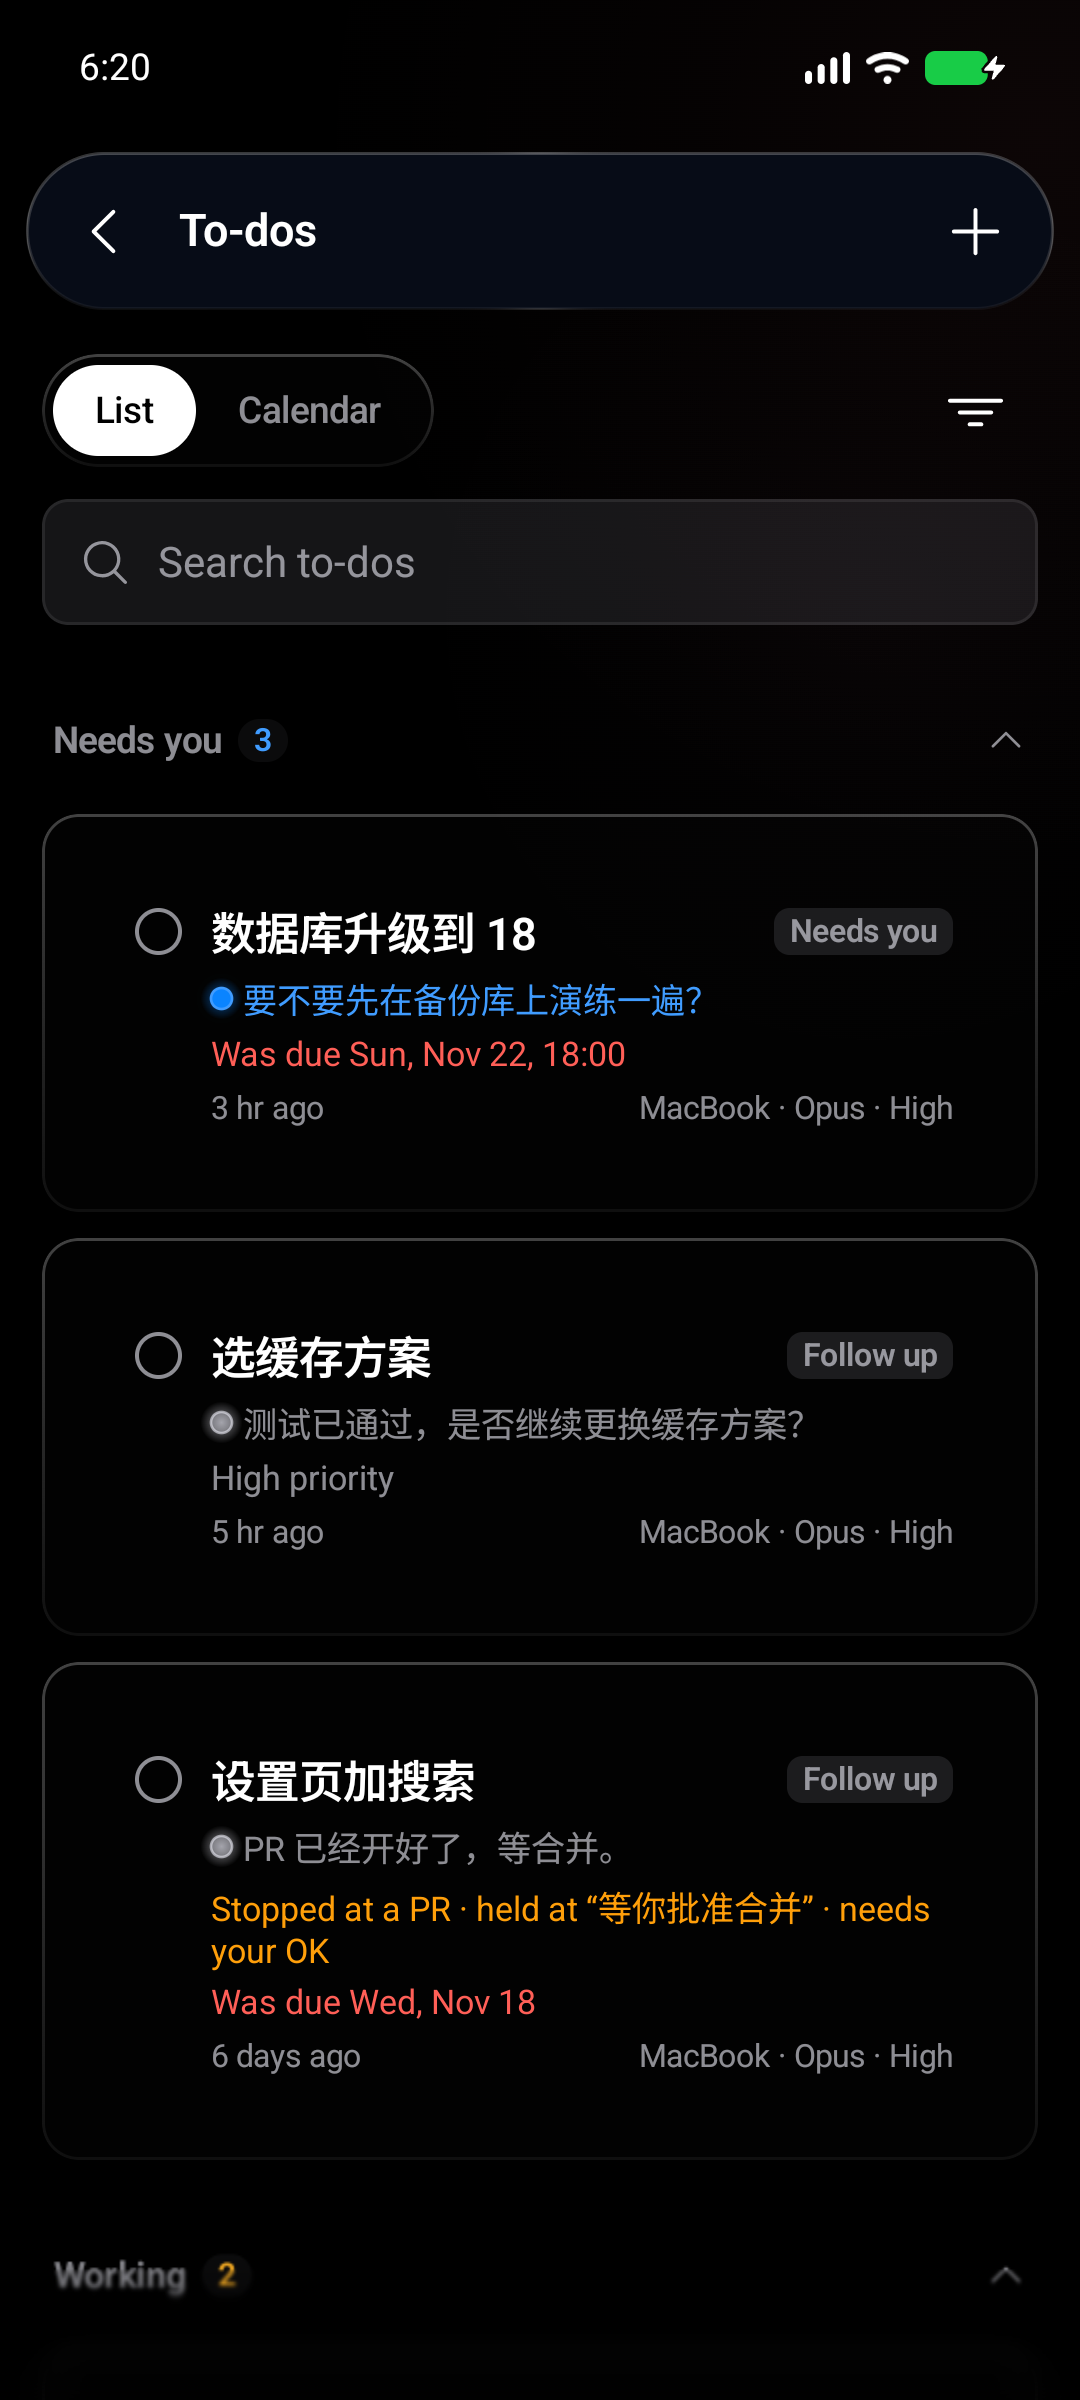 6:20
To-dos
List
Calendar
Search to-dos
Needs you 3
数据库升级到 18
Needs you
要不要先在备份库上演练一遍？
Was due Sun, Nov 22, 18:00
3 hr ago
MacBook · Opus · High
选缓存方案
Follow up
测试已通过，是否继续更换缓存方案？
High priority
5 hr ago
MacBook · Opus · High
设置页加搜索
Follow up
PR 已经开好了，等合并。
Stopped at a PR · held at “等你批准合并” · needs
your OK
Was due Wed, Nov 18
6 days ago
MacBook · Opus · High
Working 2